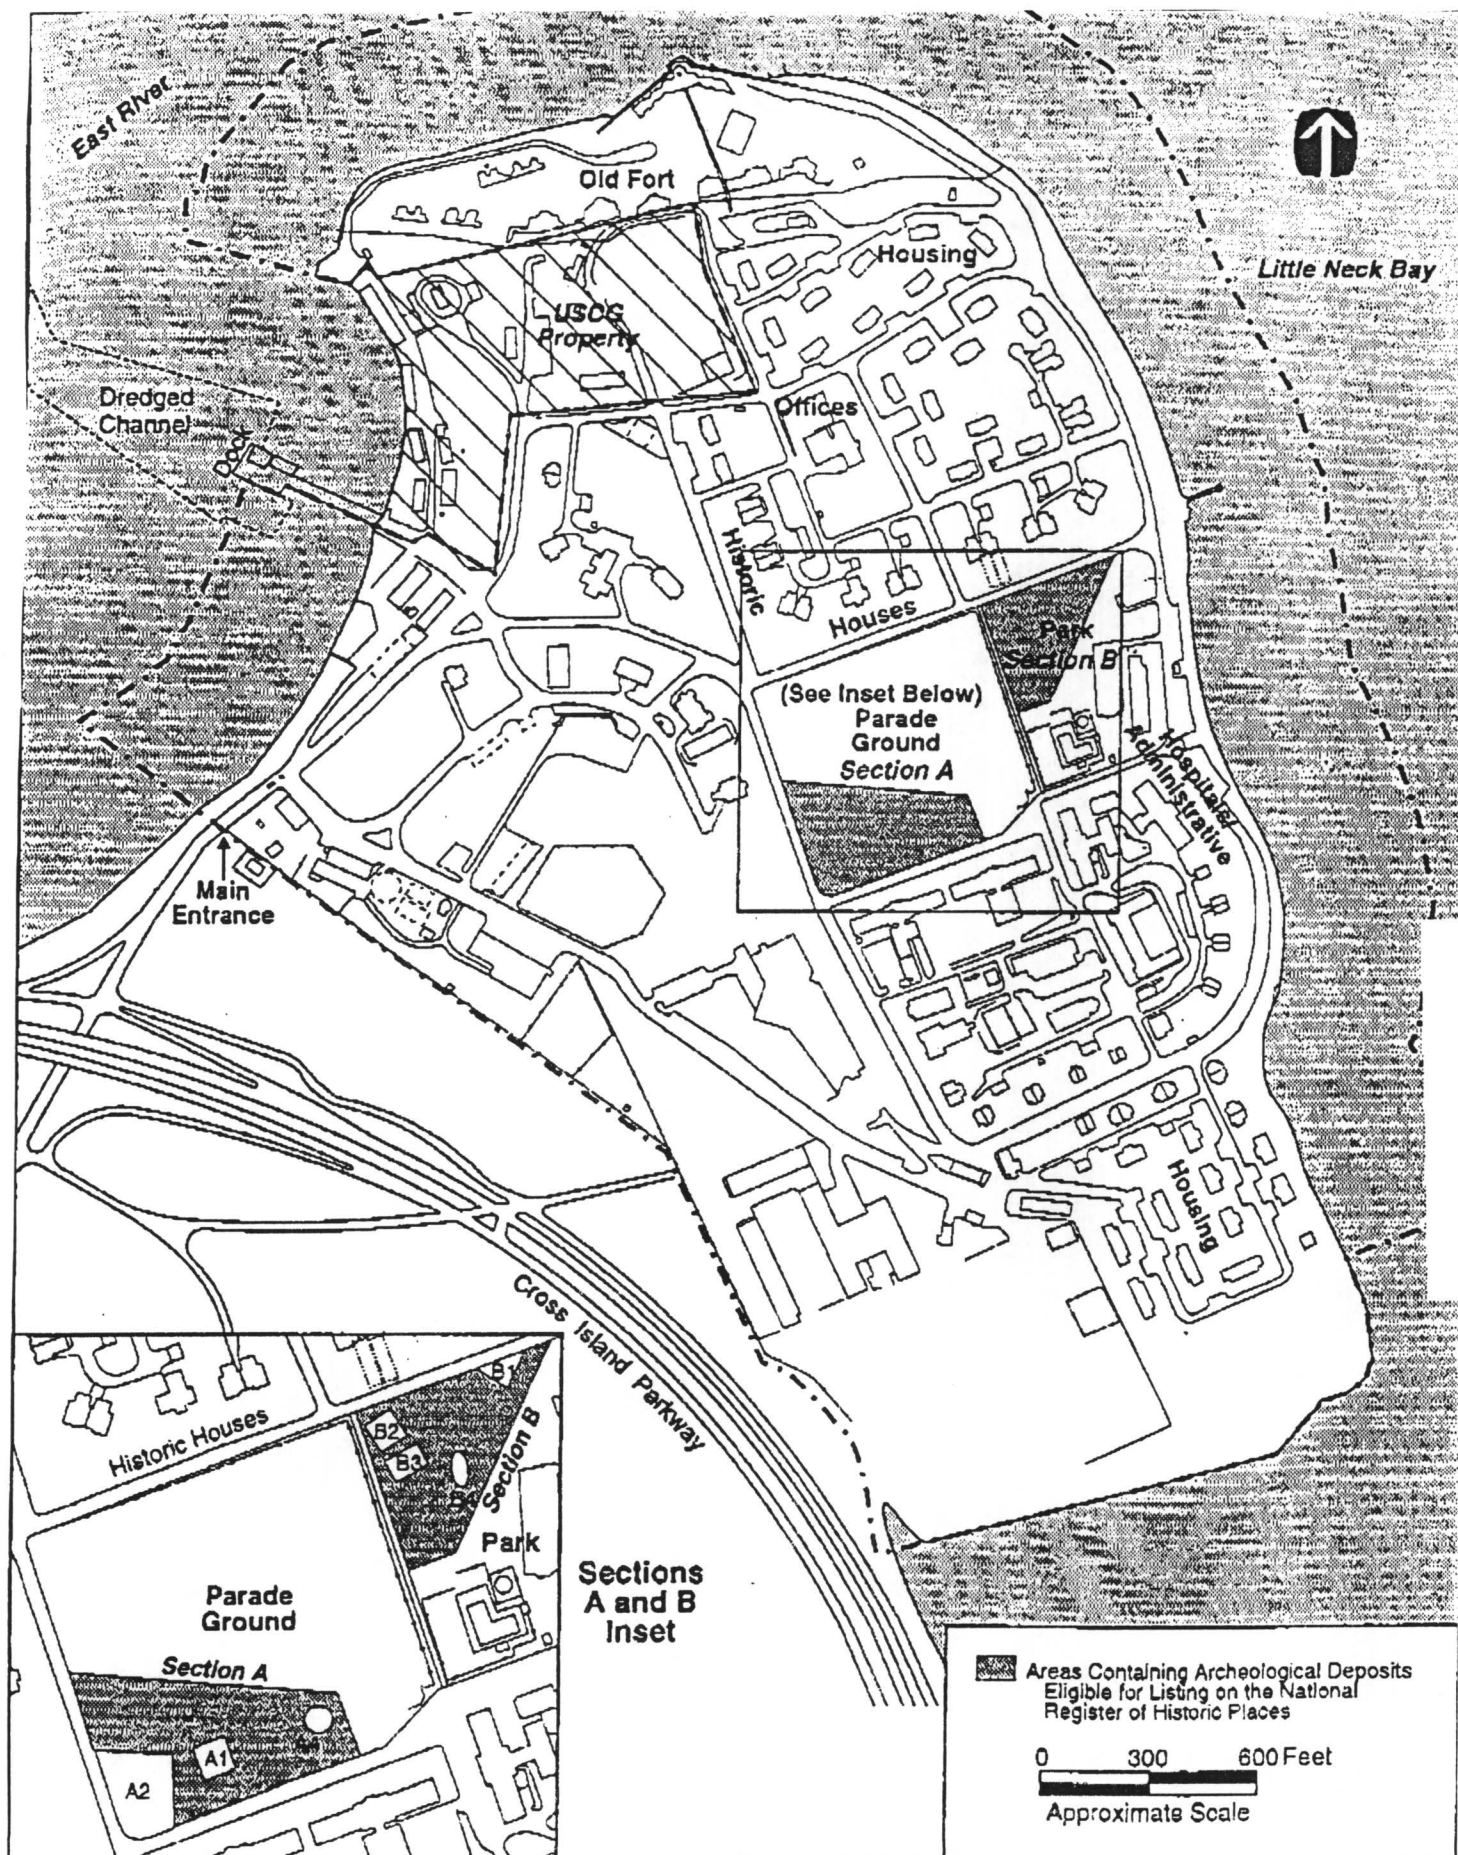 East River
Old Fort
Housing
Little Neck Bay
USCG
Property
Dredged
Channel
Dock
Offices
Historic
Houses
Park
Section B
(See Inset Below)
Parade
Ground
Section A
Hospital/
Administrative
Main
Entrance
Housing
Cross Island Parkway
B1
B2
B3
Historic Houses
Section B
Park
Parade
Ground
Section A
A1
A2
Sections
A and B
Inset
Areas Containing Archeological Deposits
Eligible for Listing on the National
Register of Historic Places
0 300 600 Feet
Approximate Scale